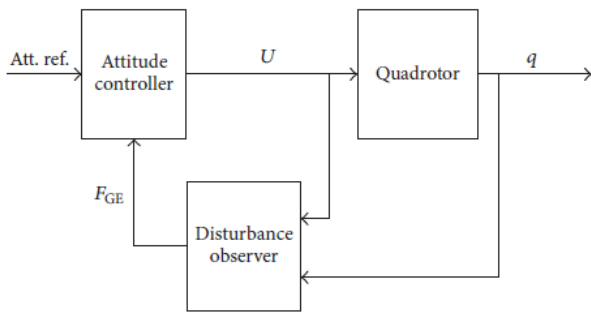 Att. ref.
Attitude
controller
U
Quadrotor
q
F_GE
Disturbance
observer